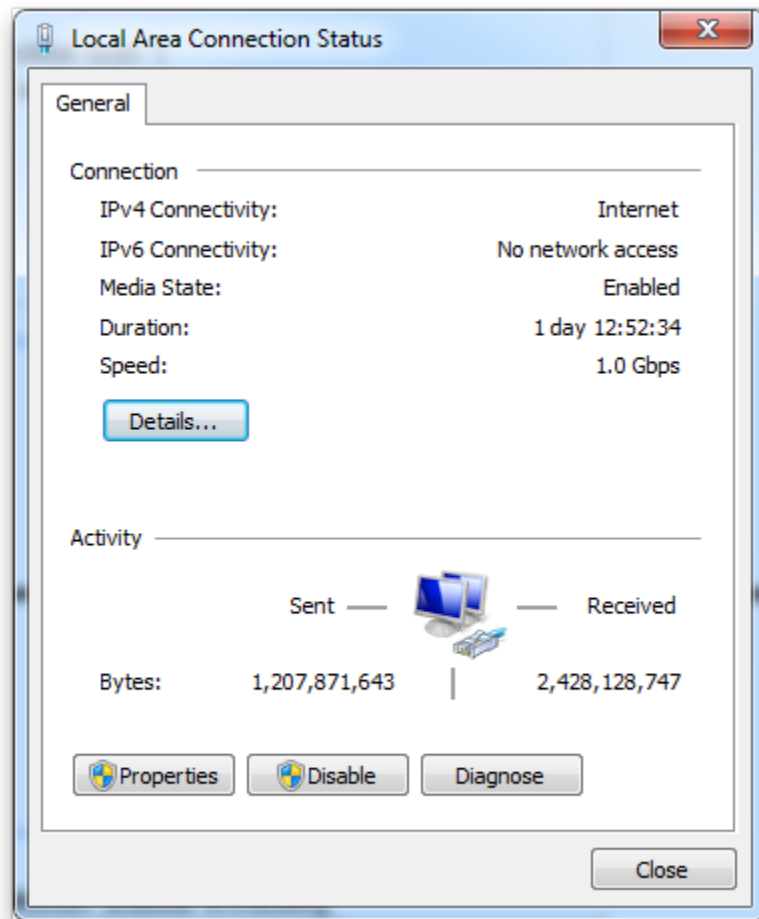 Local Area Connection Status
General
Connection
IPv4 Connectivity: Internet
IPv6 Connectivity: No network access
Media State: Enabled
Duration: 1 day 12:52:34
Speed: 1.0 Gbps
Details...
Activity
Sent Received
Bytes: 1,207,871,643 2,428,128,747
Properties Disable Diagnose
Close